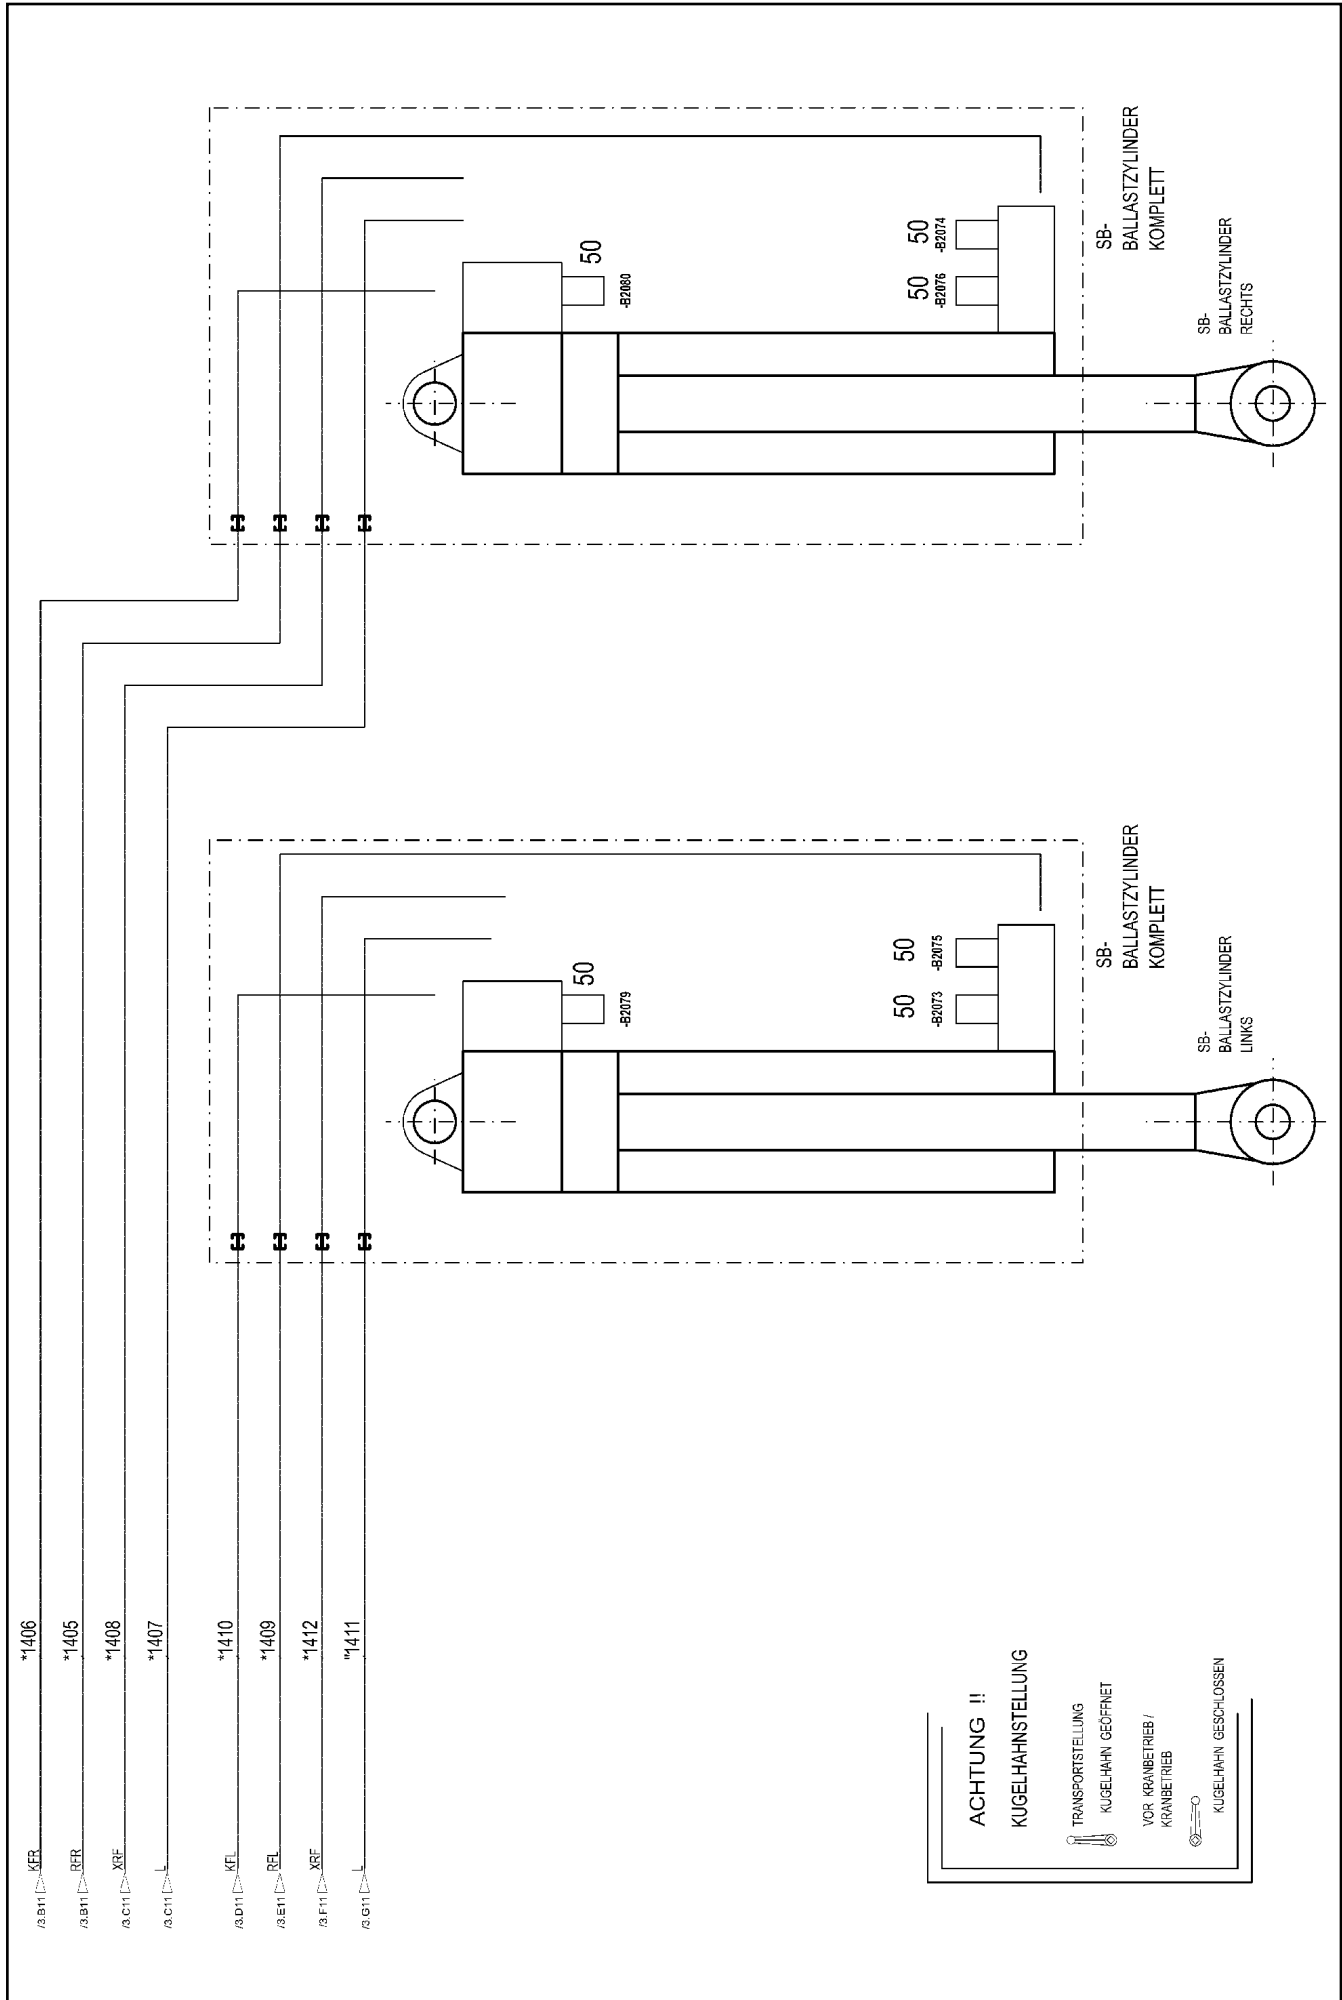 /3.B11 KFR *1406
/3.B11 RFR *1405
/3.C11 XRF *1408
/3.C11 L *1407
/3.D11 KFL *1410
/3.E11 RFL *1409
/3.F11 XRF *1412
/3.G11 L "1411
50
-B2079
50
-B2073
50
-B2075
SB-
BALLASTZYLINDER
KOMPLETT
SB-
BALLASTZYLINDER
LINKS
50
-B2080
50
-B2076
50
-B2074
SB-
BALLASTZYLINDER
KOMPLETT
SB-
BALLASTZYLINDER
RECHTS
ACHTUNG !!
KUGELHAHNSTELLUNG
TRANSPORTSTELLUNG
KUGELHAHN GEÖFFNET
VOR KRANBETRIEB /
KRANBETRIEB
KUGELHAHN GESCHLOSSEN